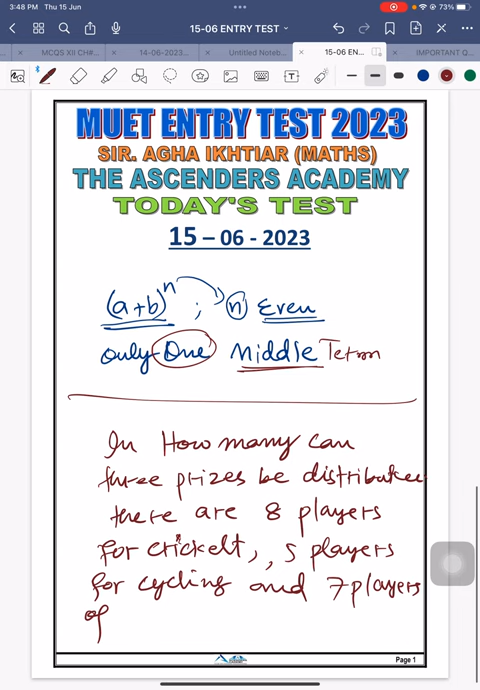 3:48 PM Thu 15 Jun
73%
15-06 ENTRY TEST
MCQS XII CH#...
14-06-2023...
Untitled Noteb...
15-06 EN...
IMPORTANT Q...
MUET ENTRY TEST 2023
SIR. AGHA IKHTIAR (MATHS)
THE ASCENDERS ACADEMY
TODAY'S TEST
15 – 06 - 2023
(a+b)^n ; n Even
only One Middle Term
In How many can
three prizes be distributed
there are 8 players
for crickelt, , 5 players
for cycling and 7 players
of
Page 1